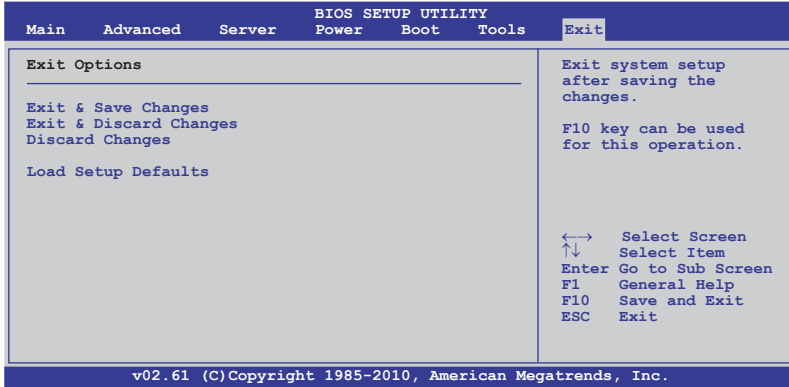 BIOS SETUP UTILITY
Main Advanced Server Power Boot Tools Exit
Exit Options
Exit & Save Changes
Exit & Discard Changes
Discard Changes
Load Setup Defaults
Exit system setup
after saving the
changes.
F10 key can be used
for this operation.
←→ Select Screen
↑↓ Select Item
Enter Go to Sub Screen
F1 General Help
F10 Save and Exit
ESC Exit
v02.61 (C)Copyright 1985-2010, American Megatrends, Inc.